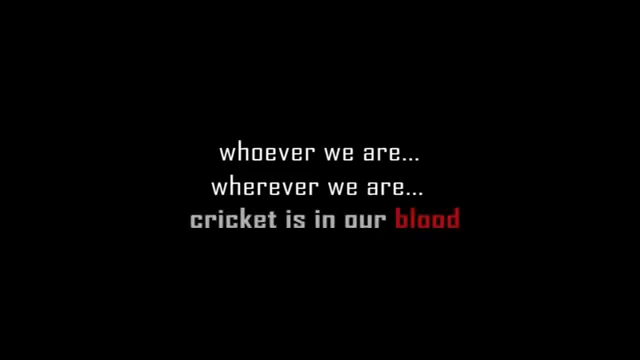 whoever we are...
wherever we are...
cricket is in our blood